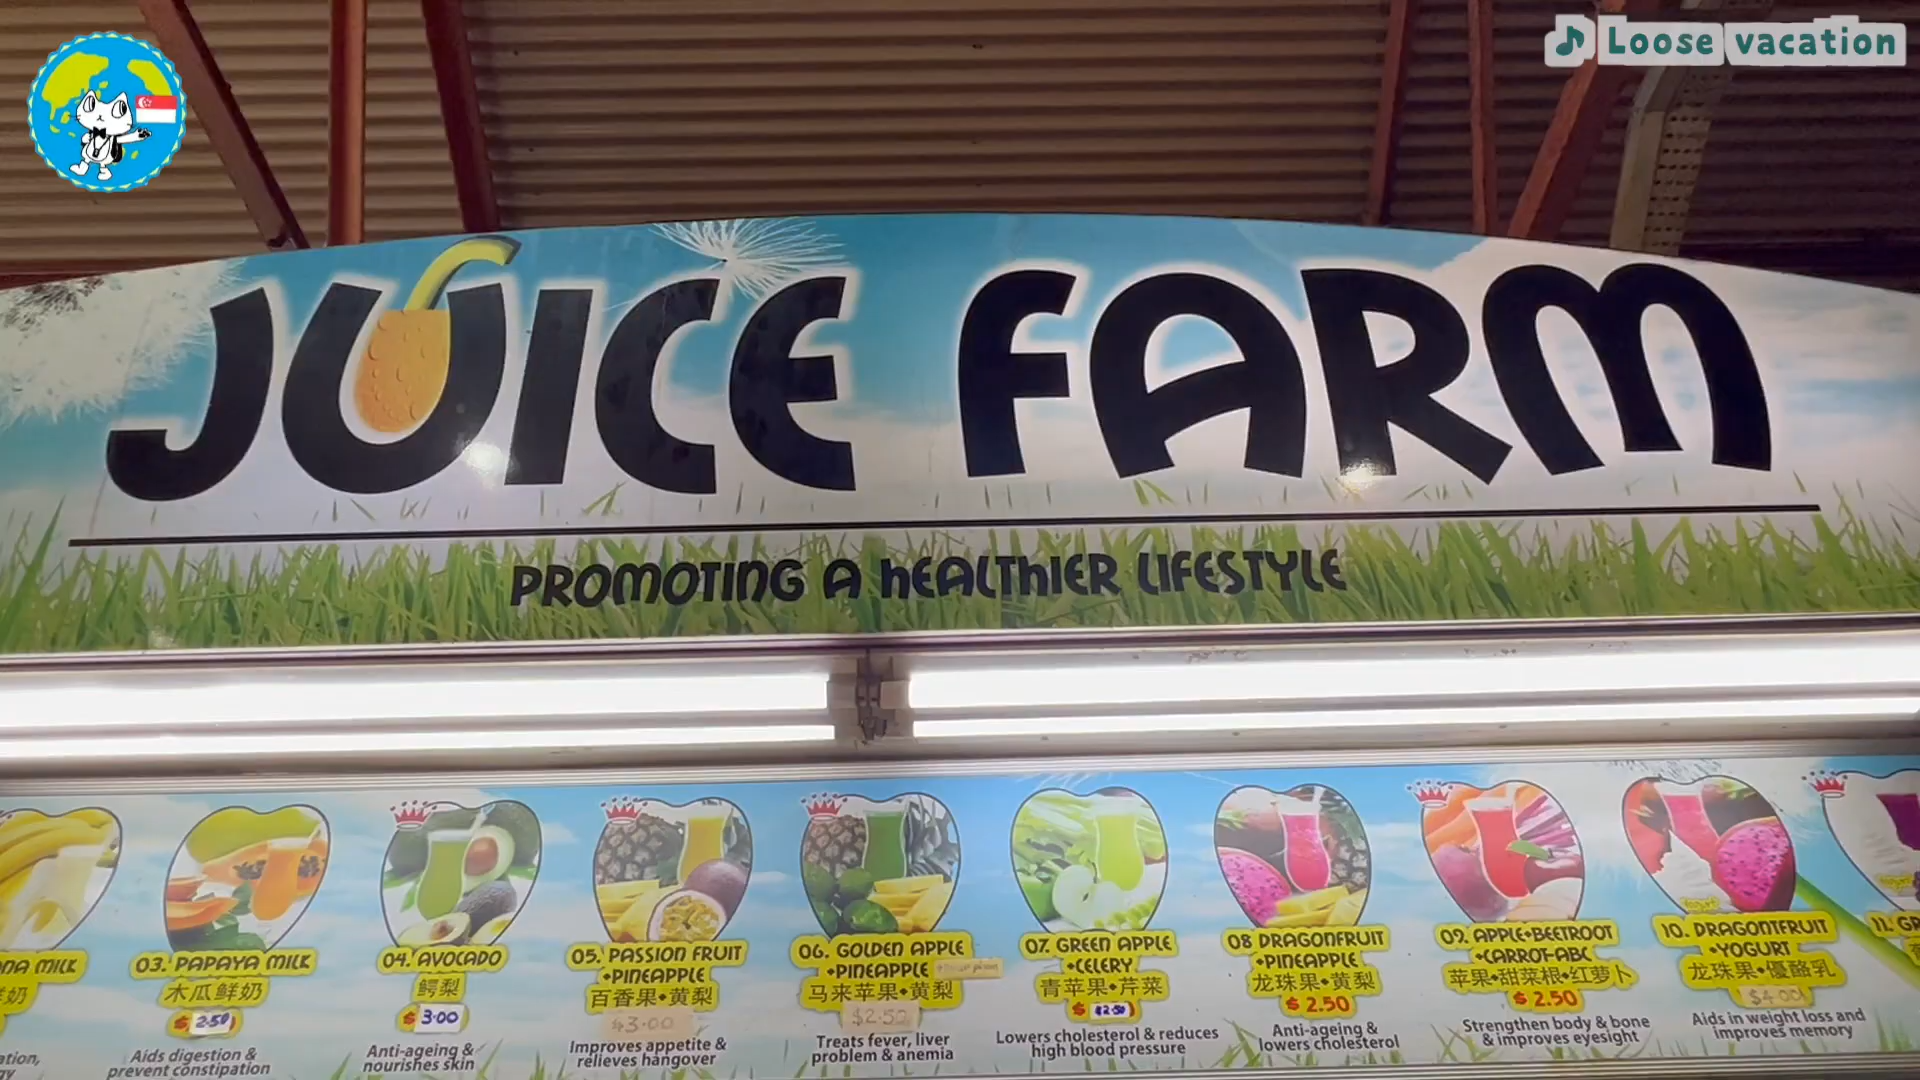 ♪ Loose vacation
JUICE FARM
PROMOTING A HEALTHIER LIFESTYLE
NA MILK
鲜奶
03. PAPAYA MILK
木瓜鲜奶
$ 2.50
Aids digestion &
prevent constipation
04. AVOCADO
鳄梨
$ 3.00
Anti-ageing &
nourishes skin
05. PASSION FRUIT
•PINEAPPLE
百香果•黄梨
$3.00
Improves appetite &
relieves hangover
06. GOLDEN APPLE
•PINEAPPLE
马来苹果•黄梨
$2.50
Treats fever, liver
problem & anemia
07. GREEN APPLE
•CELERY
青苹果•芹菜
$ 2.50
Lowers cholesterol & reduces
high blood pressure
08 DRAGONFRUIT
•PINEAPPLE
龙珠果•黄梨
$ 2.50
Anti-ageing &
lowers cholesterol
09. APPLE•BEETROOT
•CARROT-ABC
苹果•甜菜根•红萝卜
$ 2.50
Strengthen body & bone
& improves eyesight
Yogurt
10. DRAGONFRUIT
•YOGURT
龙珠果•優酪乳
$4.00
Aids in weight loss and
improves memory
Yogurt
11. GR